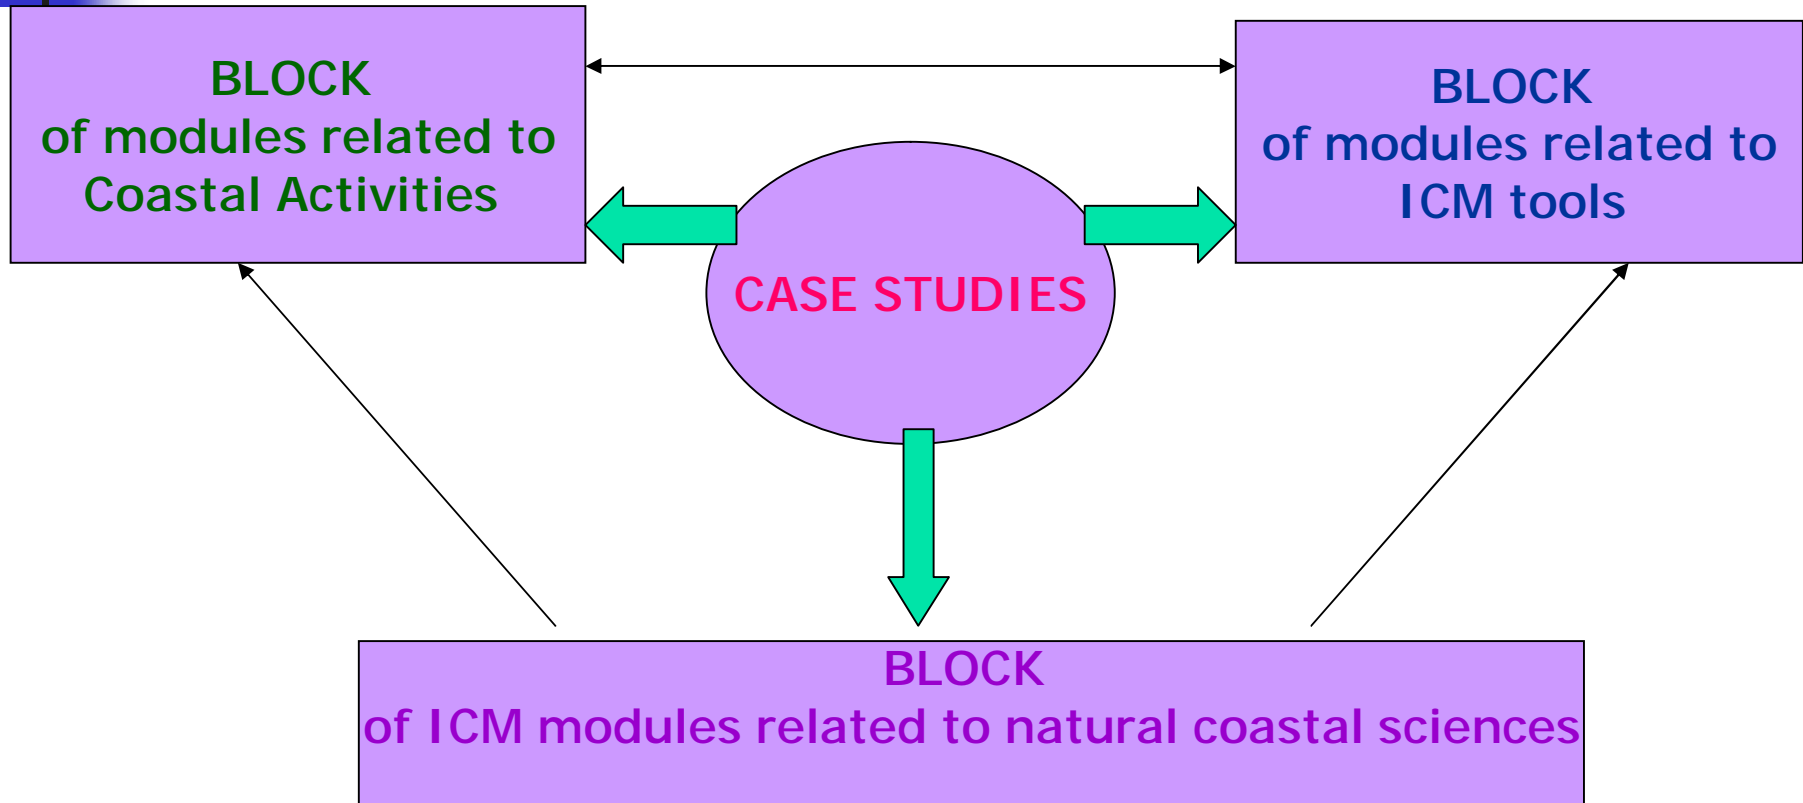 BLOCK
of modules related to
Coastal Activities
BLOCK
of modules related to
ICM tools
CASE STUDIES
BLOCK
of ICM modules related to natural coastal sciences